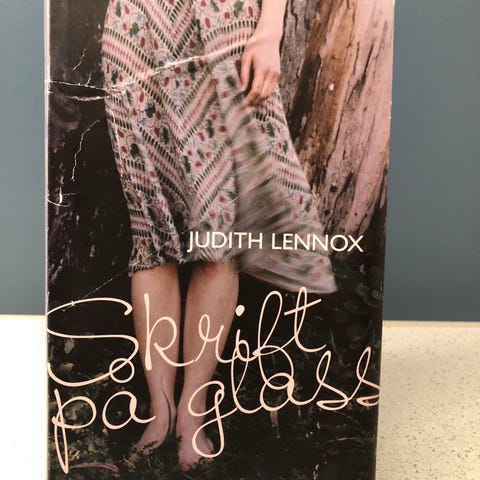 JUDITH LENNOX
Skrift
på glass